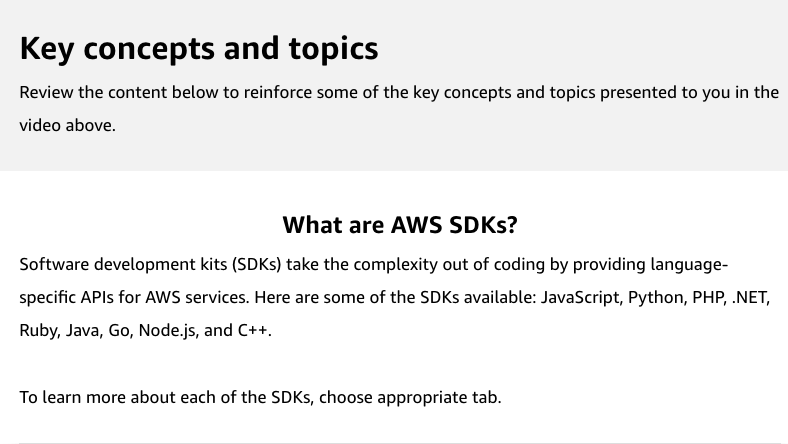 Key concepts and topics
Review the content below to reinforce some of the key concepts and topics presented to you in the
video above.
What are AWS SDKs?
Software development kits (SDKs) take the complexity out of coding by providing language-
specific APIs for AWS services. Here are some of the SDKs available: JavaScript, Python, PHP, .NET,
Ruby, Java, Go, Node.js, and C++.
To learn more about each of the SDKs, choose appropriate tab.